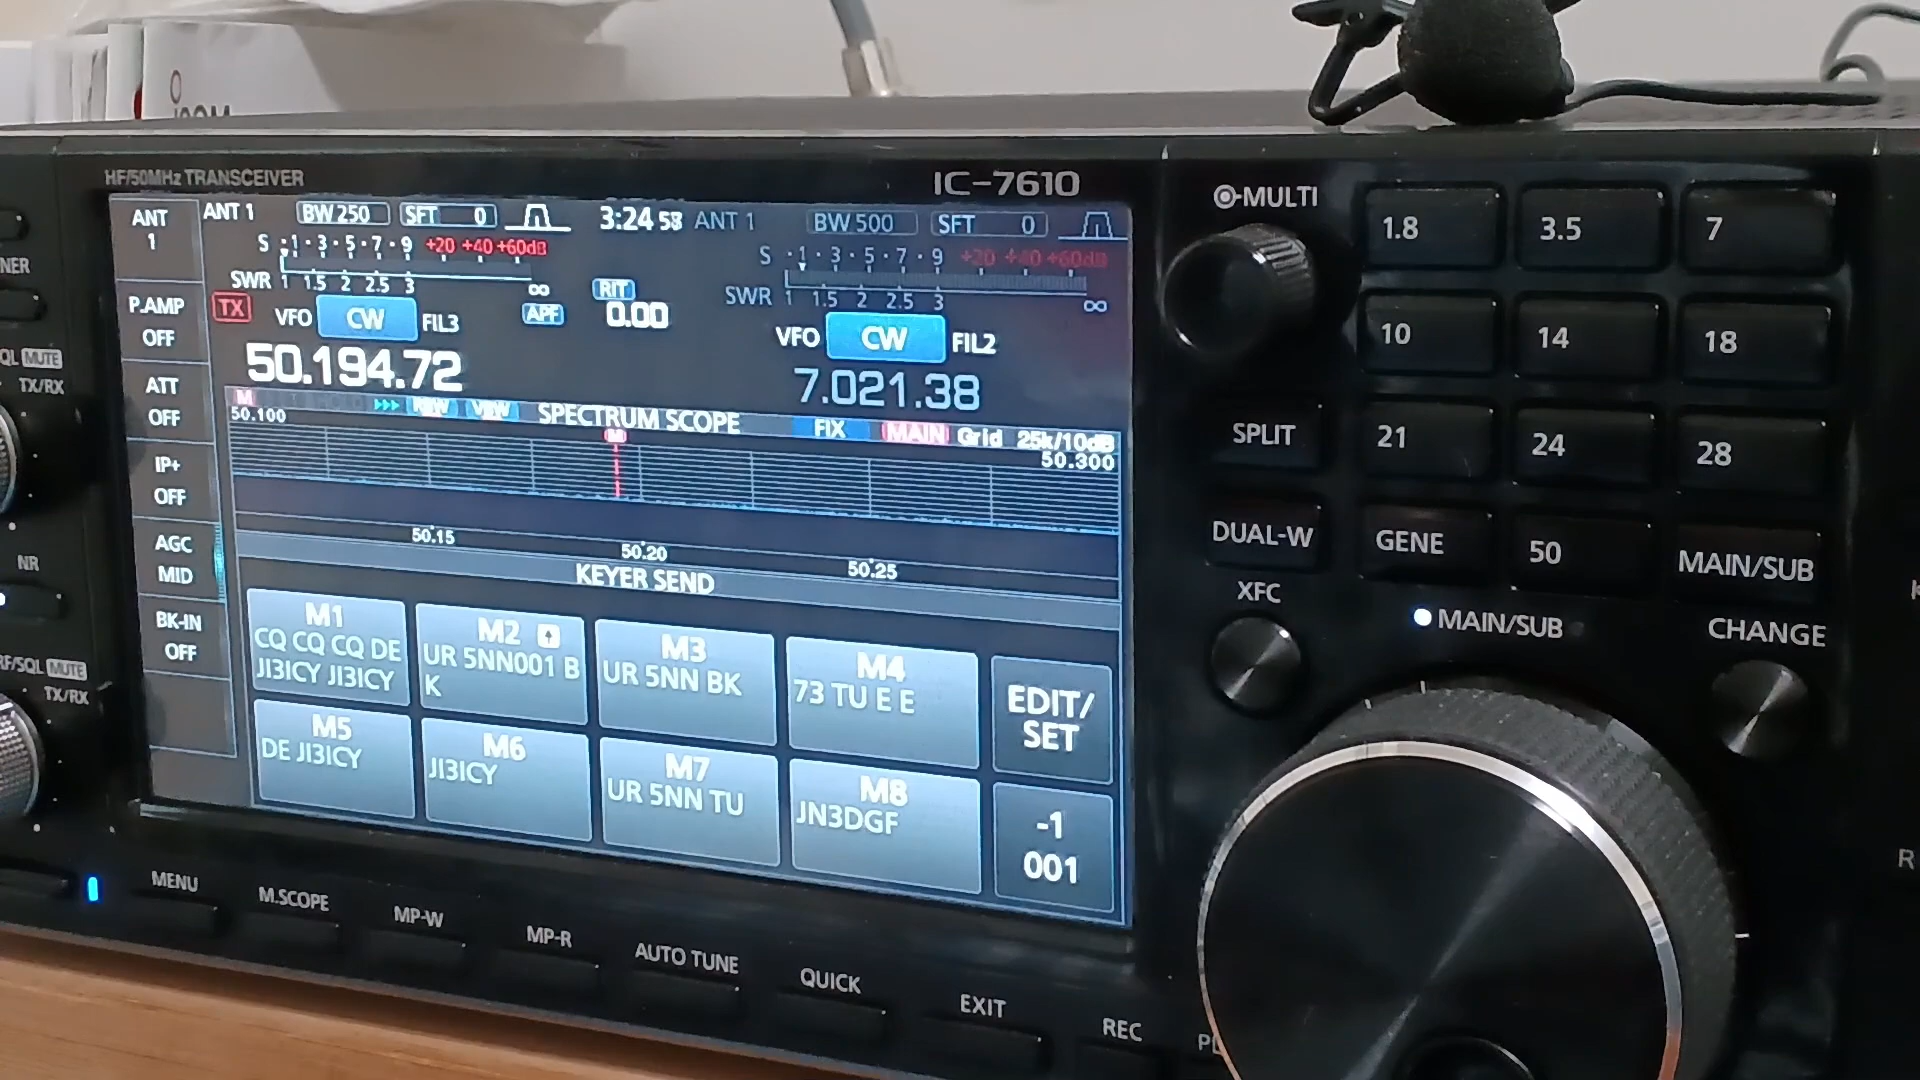 ICOM
HF/50MHz TRANSCEIVER
IC-7610
ANT 1
ANT 1
BW 250
SFT 0
3:24 58
ANT 1
BW 500
SFT 0
S 1 · 3 · 5 · 7 · 9 +20 +40 +60dB
S · 1 · 3 · 5 · 7 · 9 +20 +40 +60dB
SWR 1 1.5 2 2.5 3 ∞
SWR 1 1.5 2 2.5 3 ∞
TX
VFO
CW
FIL3
APF
RIT
0.00
VFO
CW
FIL2
50.194.72
7.021.38
P.AMP
OFF
ATT
OFF
IP+
OFF
AGC
MID
BK-IN
OFF
M
SPECTRUM SCOPE
FIX
MAIN
Grid 25k/10dB
50.100
M
50.300
50.15
50.20
50.25
KEYER SEND
M1
CQ CQ CQ DE
JI3ICY JI3ICY
M2
UR 5NN001 B
K
M3
UR 5NN BK
M4
73 TU E E
EDIT/
SET
M5
DE JI3ICY
M6
JI3ICY
M7
UR 5NN TU
M8
JN3DGF
-1
001
MENU
M.SCOPE
MP-W
MP-R
AUTO TUNE
QUICK
EXIT
REC
MUTE
TX/RX
NR
RF/SQL MUTE
TX/RX
MULTI
1.8
3.5
7
10
14
18
SPLIT
21
24
28
DUAL-W
GENE
50
MAIN/SUB
XFC
MAIN/SUB
CHANGE